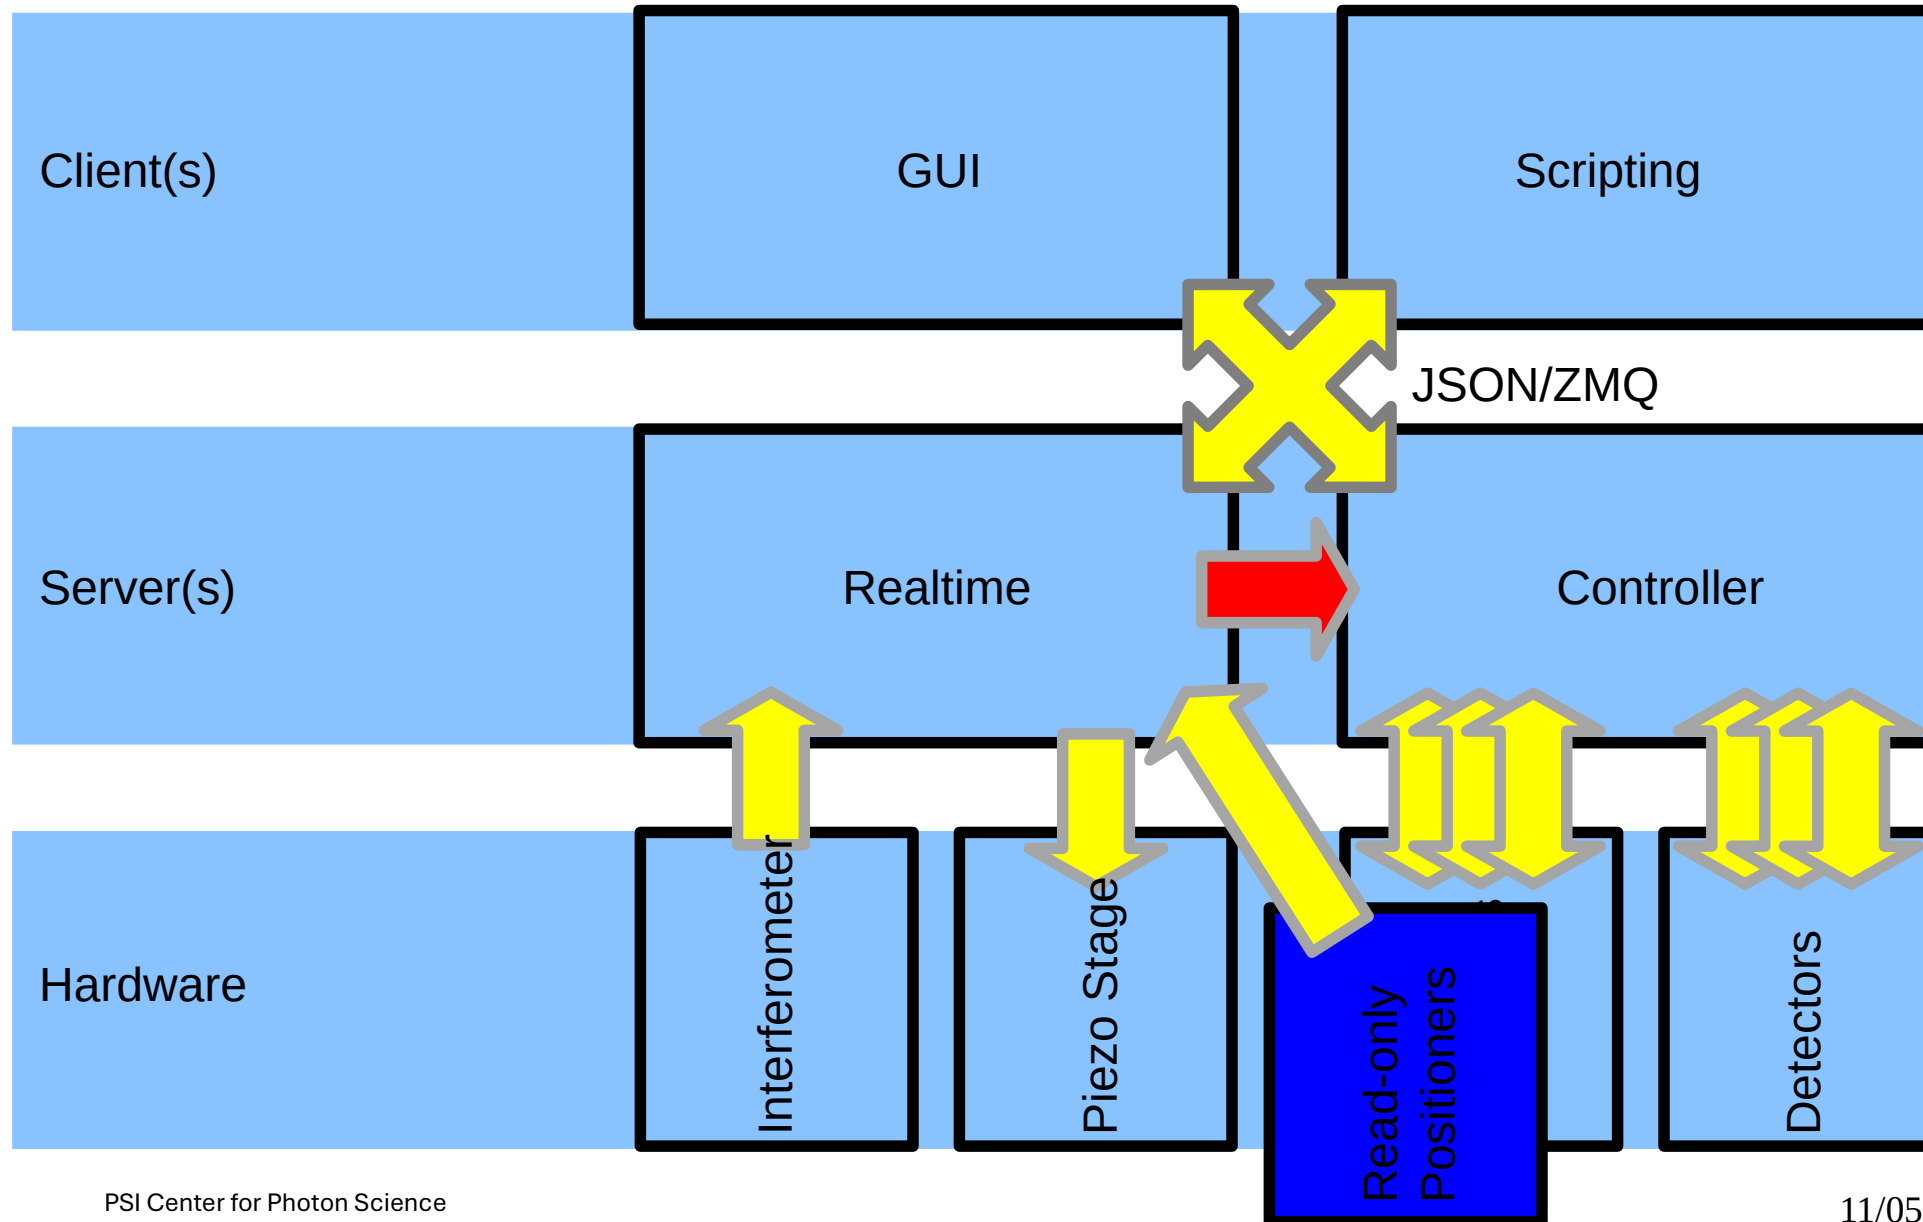 Client(s)
GUI
Scripting
JSON/ZMQ
Server(s)
Realtime
Controller
Hardware
Interferometer
Piezo Stage
Read-only
Positioners
Detectors
PSI Center for Photon Science
11/05